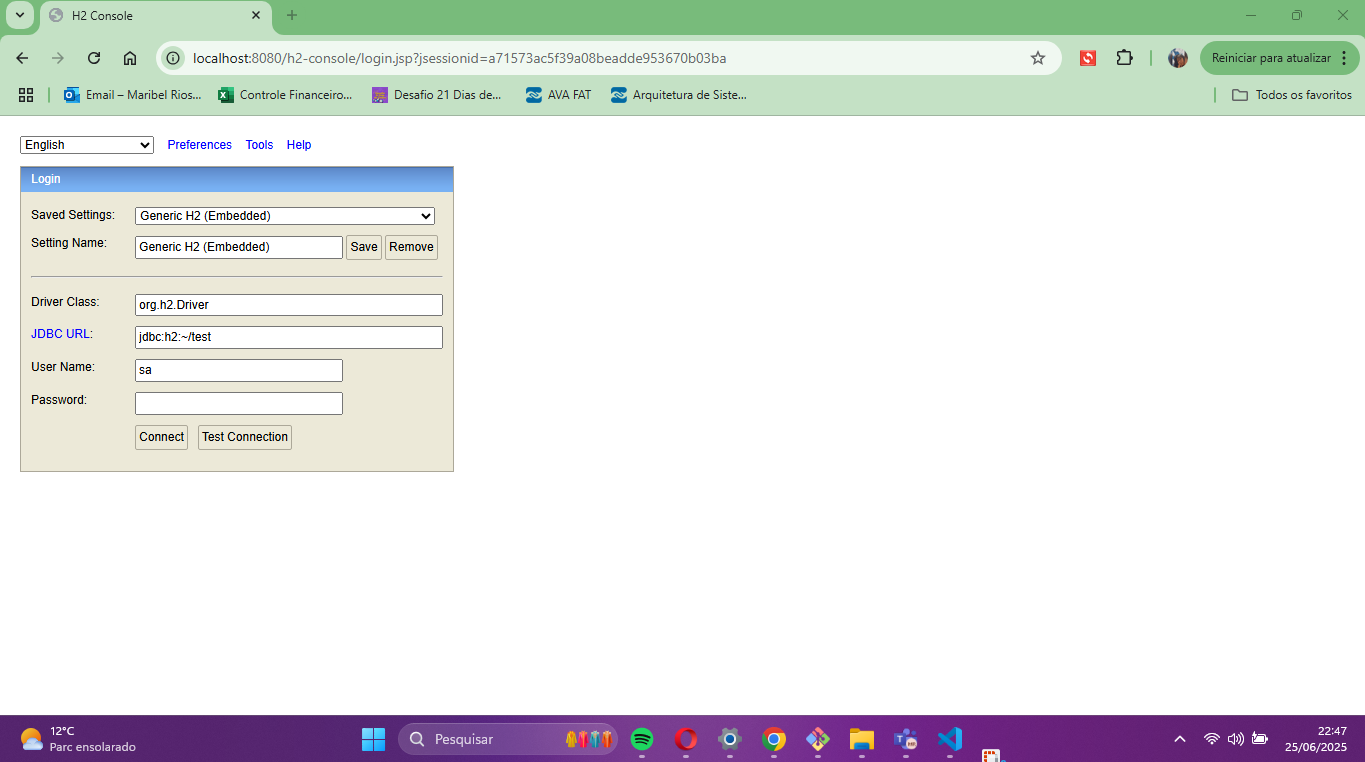 H2 Console
localhost:8080/h2-console/login.jsp?jsessionid=a71573ac5f39a08beadde953670b03ba
Reiniciar para atualizar
Email – Maribel Rios...
Controle Financeiro...
Desafio 21 Dias de...
AVA FAT
Arquitetura de Siste...
Todos os favoritos
English
Preferences
Tools
Help
Login
Saved Settings:
Generic H2 (Embedded)
Setting Name:
Generic H2 (Embedded)
Save
Remove
Driver Class:
org.h2.Driver
JDBC URL:
jdbc:h2:~/test
User Name:
sa
Password:
Connect
Test Connection
12°C
Parc ensolarado
Pesquisar
22:47
25/06/2025